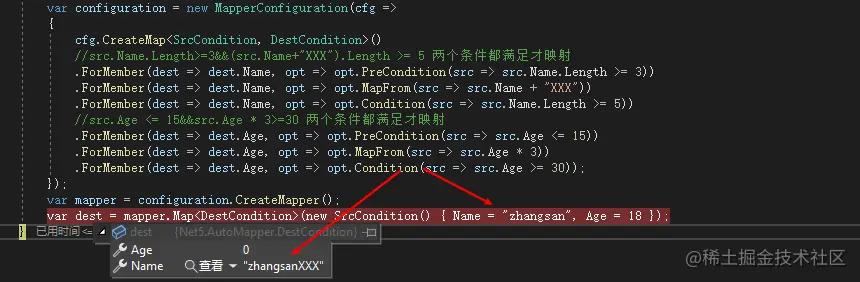 var configuration = new MapperConfiguration(cfg =>
{
cfg.CreateMap<SrcCondition, DestCondition>()
//src.Name.Length>=3&&(src.Name+"XXX").Length >= 5 两个条件都满足才映射
.ForMember(dest => dest.Name, opt => opt.PreCondition(src => src.Name.Length >= 3))
.ForMember(dest => dest.Name, opt => opt.MapFrom(src => src.Name + "XXX"))
.ForMember(dest => dest.Name, opt => opt.Condition(src => src.Name.Length >= 5))
//src.Age <= 15&&src.Age * 3>=30 两个条件都满足才映射
.ForMember(dest => dest.Age, opt => opt.PreCondition(src => src.Age <= 15))
.ForMember(dest => dest.Age, opt => opt.MapFrom(src => src.Age * 3))
.ForMember(dest => dest.Age, opt => opt.Condition(src => src.Age >= 30));
});
var mapper = configuration.CreateMapper();
var dest = mapper.Map<DestCondition>(new SrcCondition() { Name = "zhangsan", Age = 18 });
} 已用时间<= dest {Net5.AutoMapper.DestCondition}
Age 0
Name 查看 "zhangsanXXX"
@稀土掘金技术社区